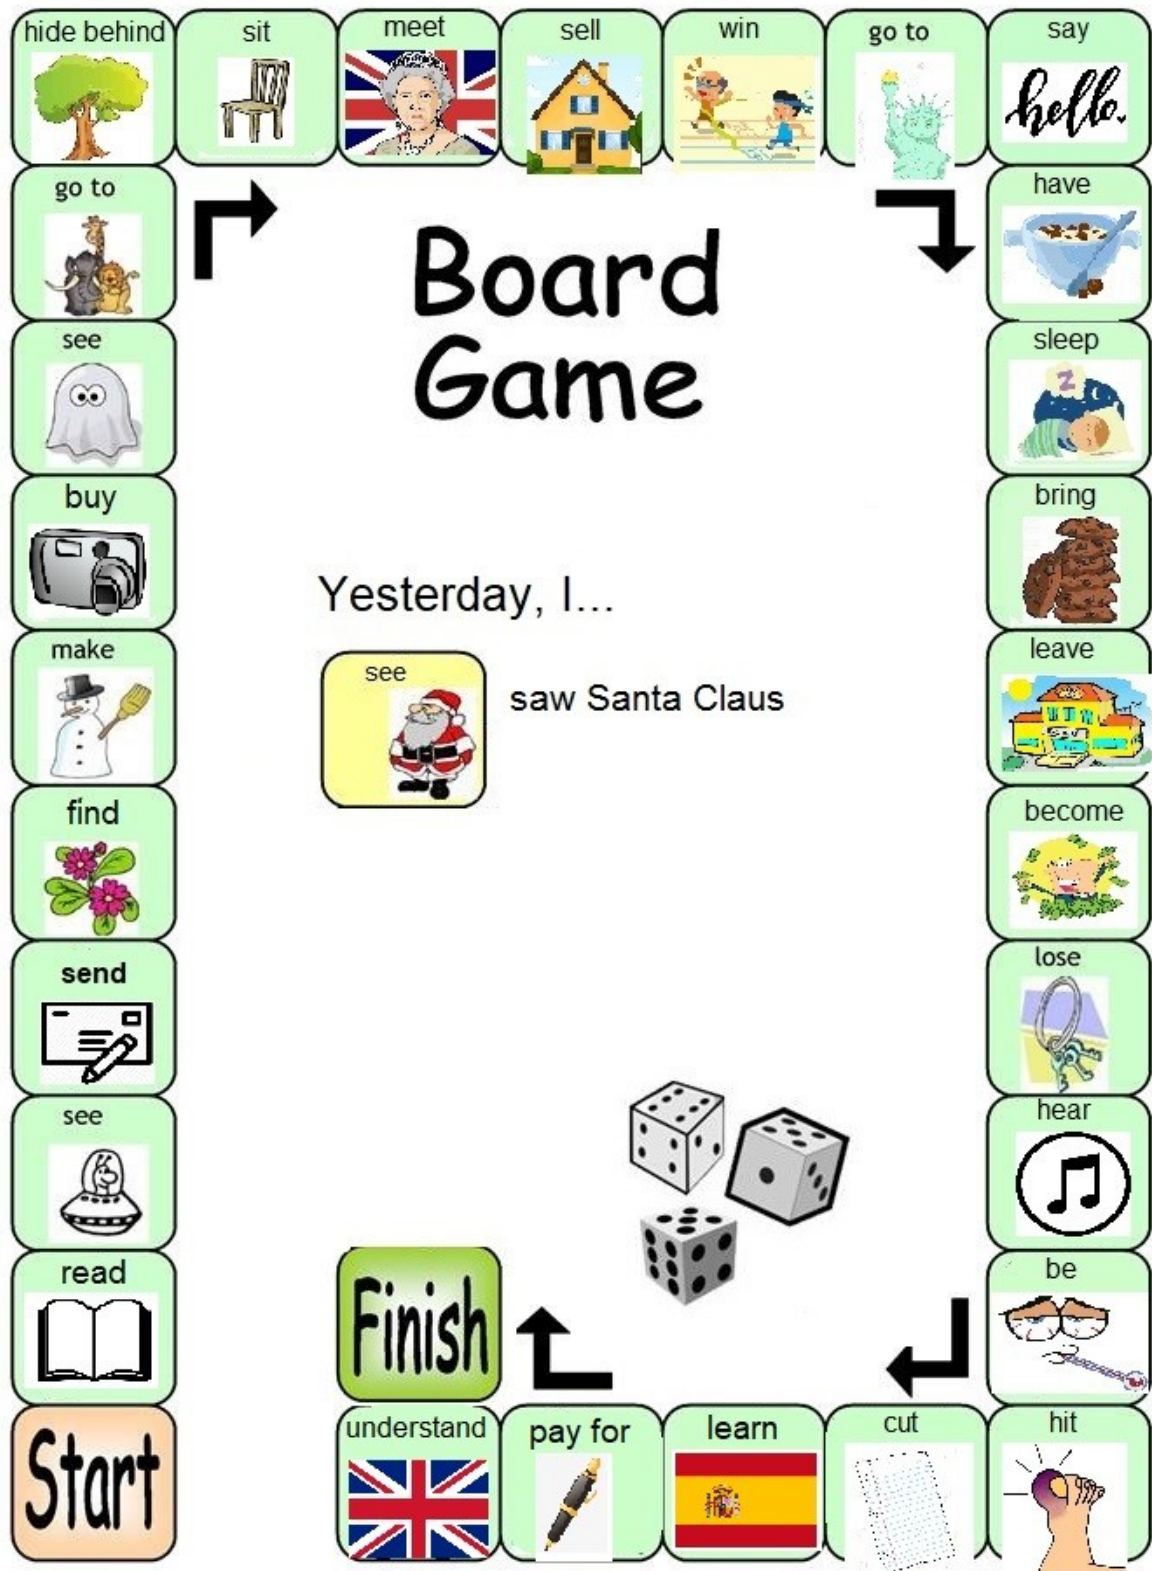 hide behind
sit
meet
sell
win
go to
say
hello.
go to
have
Board
Game
see
sleep
Z
buy
bring
Yesterday, I...
make
leave
see
saw Santa Claus
find
become
send
lose
see
hear
read
Finish
be
Start
understand
pay for
learn
cut
hit